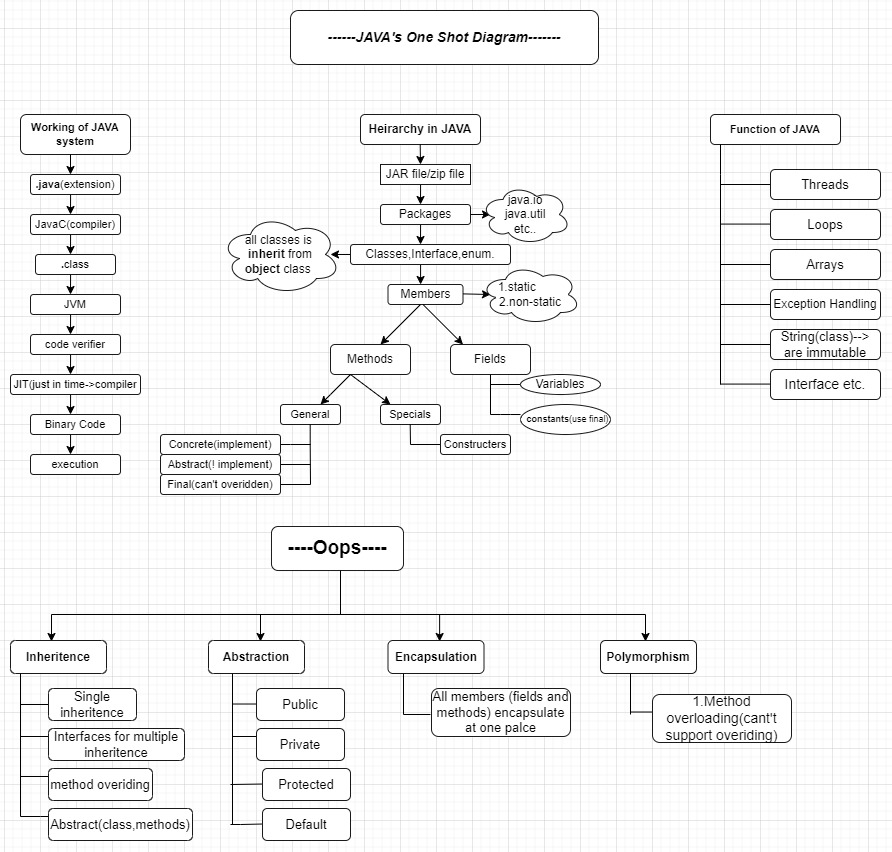 ------JAVA's One Shot Diagram-------
Working of JAVA
system
.java(extension)
JavaC(compiler)
.class
JVM
code verifier
JIT(just in time->compiler
Binary Code
execution
Heirarchy in JAVA
JAR file/zip file
Packages
java.io
java.util
etc..
Classes,Interface,enum.
all classes is
inherit from
object class
Members
1.static
2.non-static
Methods
Fields
Variables
constants(use final)
General
Specials
Concrete(implement)
Abstract(! implement)
Final(can't overidden)
Constructers
Function of JAVA
Threads
Loops
Arrays
Exception Handling
String(class)-->
are immutable
Interface etc.
----Oops----
Inheritence
Single
inheritence
Interfaces for multiple
inheritence
method overiding
Abstract(class,methods)
Abstraction
Public
Private
Protected
Default
Encapsulation
All members (fields and
methods) encapsulate
at one palce
Polymorphism
1.Method
overloading(cant't
support overiding)